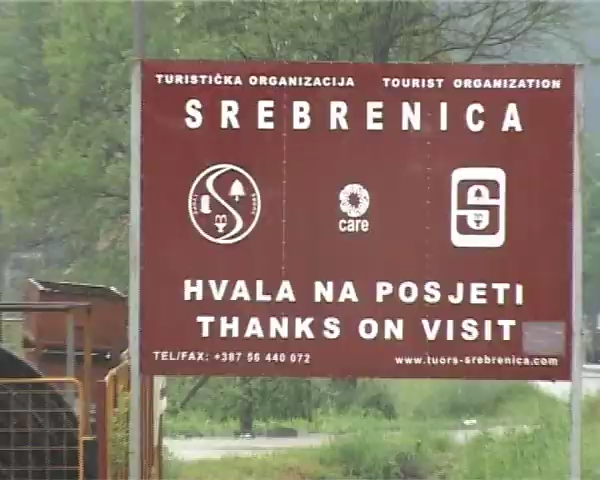 TURISTIČKA ORGANIZACIJA TOURIST ORGANIZATION
SREBRENICA
care
HVALA NA POSJETI
THANKS ON VISIT
TEL/FAX: +387 56 440 072 www.tuors-srebrenica.com